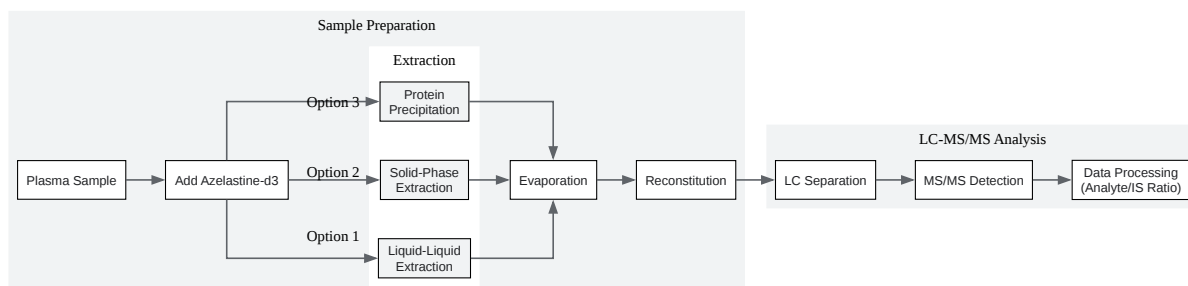 Sample Preparation
Extraction
Option 3
Protein
Precipitation
LC-MS/MS Analysis
Plasma Sample
Add Azelastine-d3
Option 2
Solid-Phase
Extraction
Evaporation
Reconstitution
LC Separation
MS/MS Detection
Data Processing
(Analyte/IS Ratio)
Option 1
Liquid-Liquid
Extraction